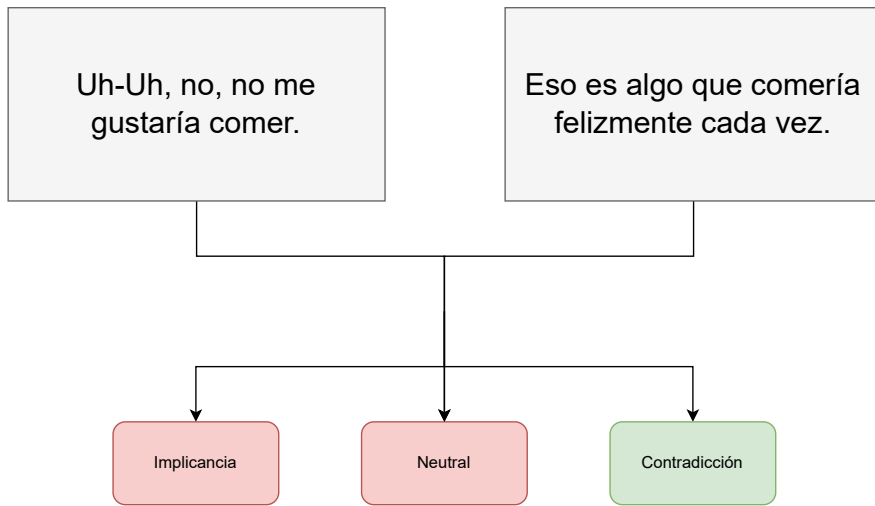 Uh-Uh, no, no me
gustaría comer.
Eso es algo que comería
felizmente cada vez.
Implicancia
Neutral
Contradicción